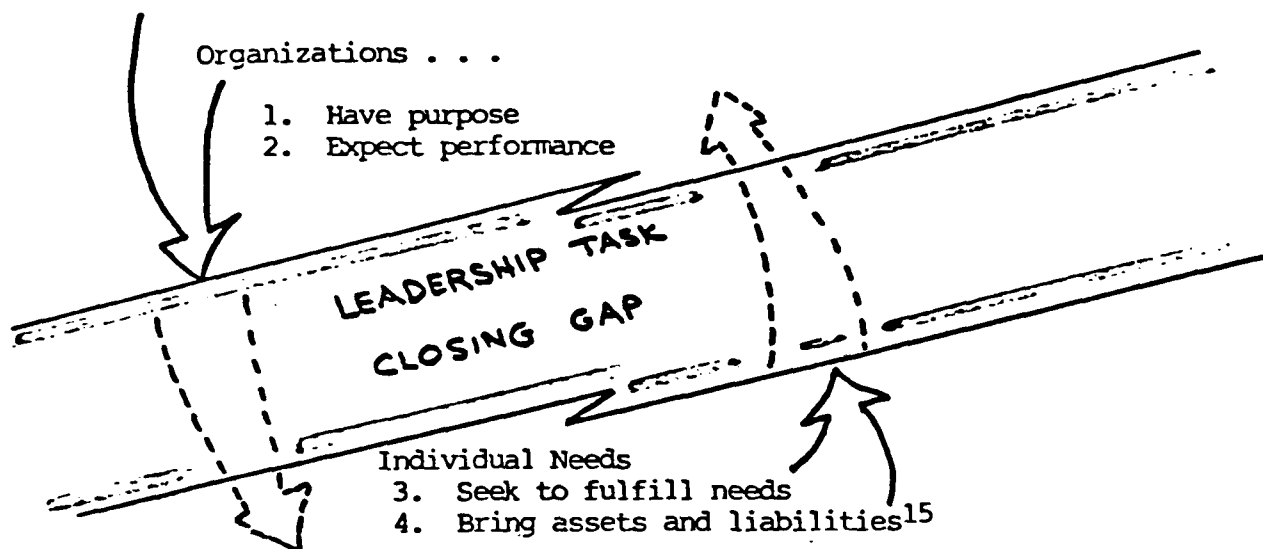 Organizations . . .
1. Have purpose
2. Expect performance
LEADERSHIP TASK
CLOSING GAP
Individual Needs
3. Seek to fulfill needs
4. Bring assets and liabilities15